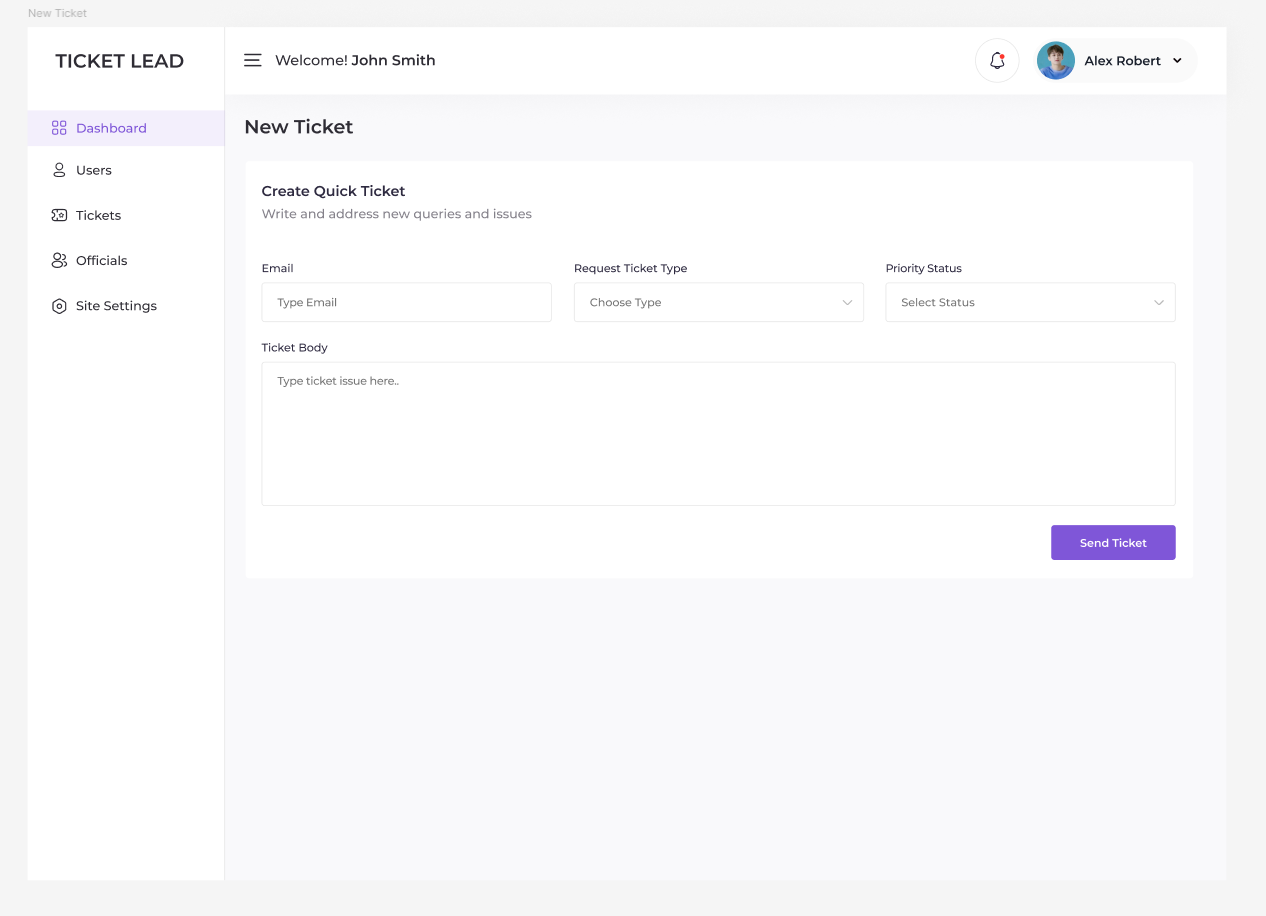 New Ticket
TICKET LEAD
Welcome! John Smith
Alex Robert
Dashboard
Users
Tickets
Officials
Site Settings
New Ticket
Create Quick Ticket
Write and address new queries and issues
Email
Request Ticket Type
Priority Status
Type Email
Choose Type
Select Status
Ticket Body
Type ticket issue here..
Send Ticket